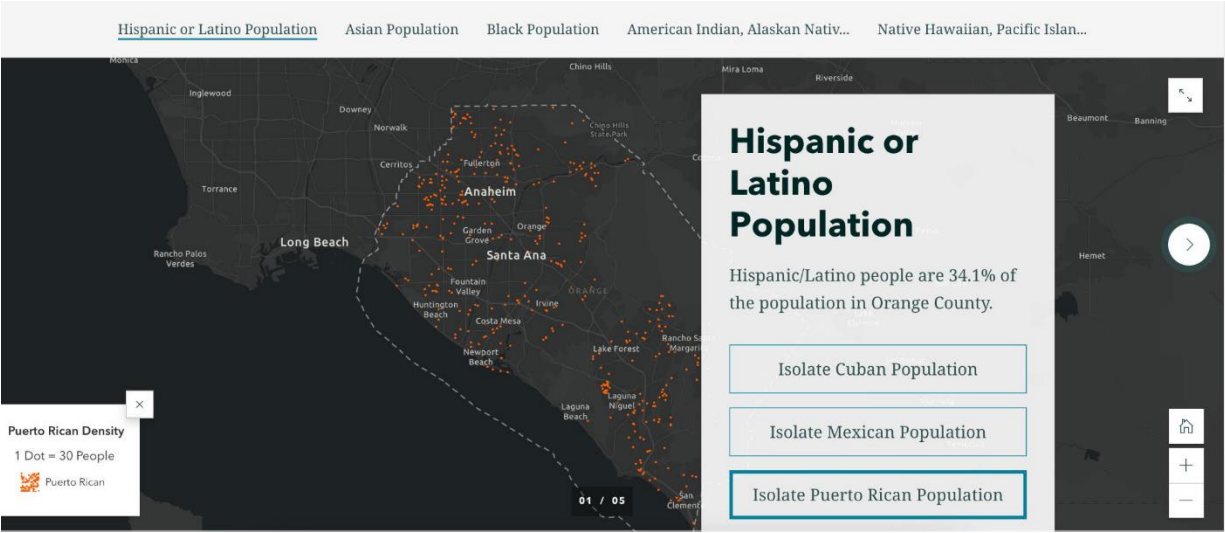 Hispanic or Latino Population
Asian Population
Black Population
American Indian, Alaskan Nativ...
Native Hawaiian, Pacific Islan...
Monica
Chino Hills
Mira Loma
Riverside
Inglewood
Downey
Norwalk
Chino Hills
State Park
Beaumont
Banning
Cerritos
Fullerton
Torrance
Anaheim
Garden
Grove
Orange
Long Beach
Santa Ana
Rancho Palos
Verdes
Hemet
Fountain
Valley
ORANGE
Huntington
Beach
Irvine
Costa Mesa
Newport
Beach
Lake Forest
Rancho Sa
Margari
Laguna
Niguel
Laguna
Beach
San
Clement
01 / 05
Hispanic or
Latino
Population
Hispanic/Latino people are 34.1% of
the population in Orange County.
Isolate Cuban Population
Isolate Mexican Population
Isolate Puerto Rican Population
Puerto Rican Density
1 Dot = 30 People
Puerto Rican